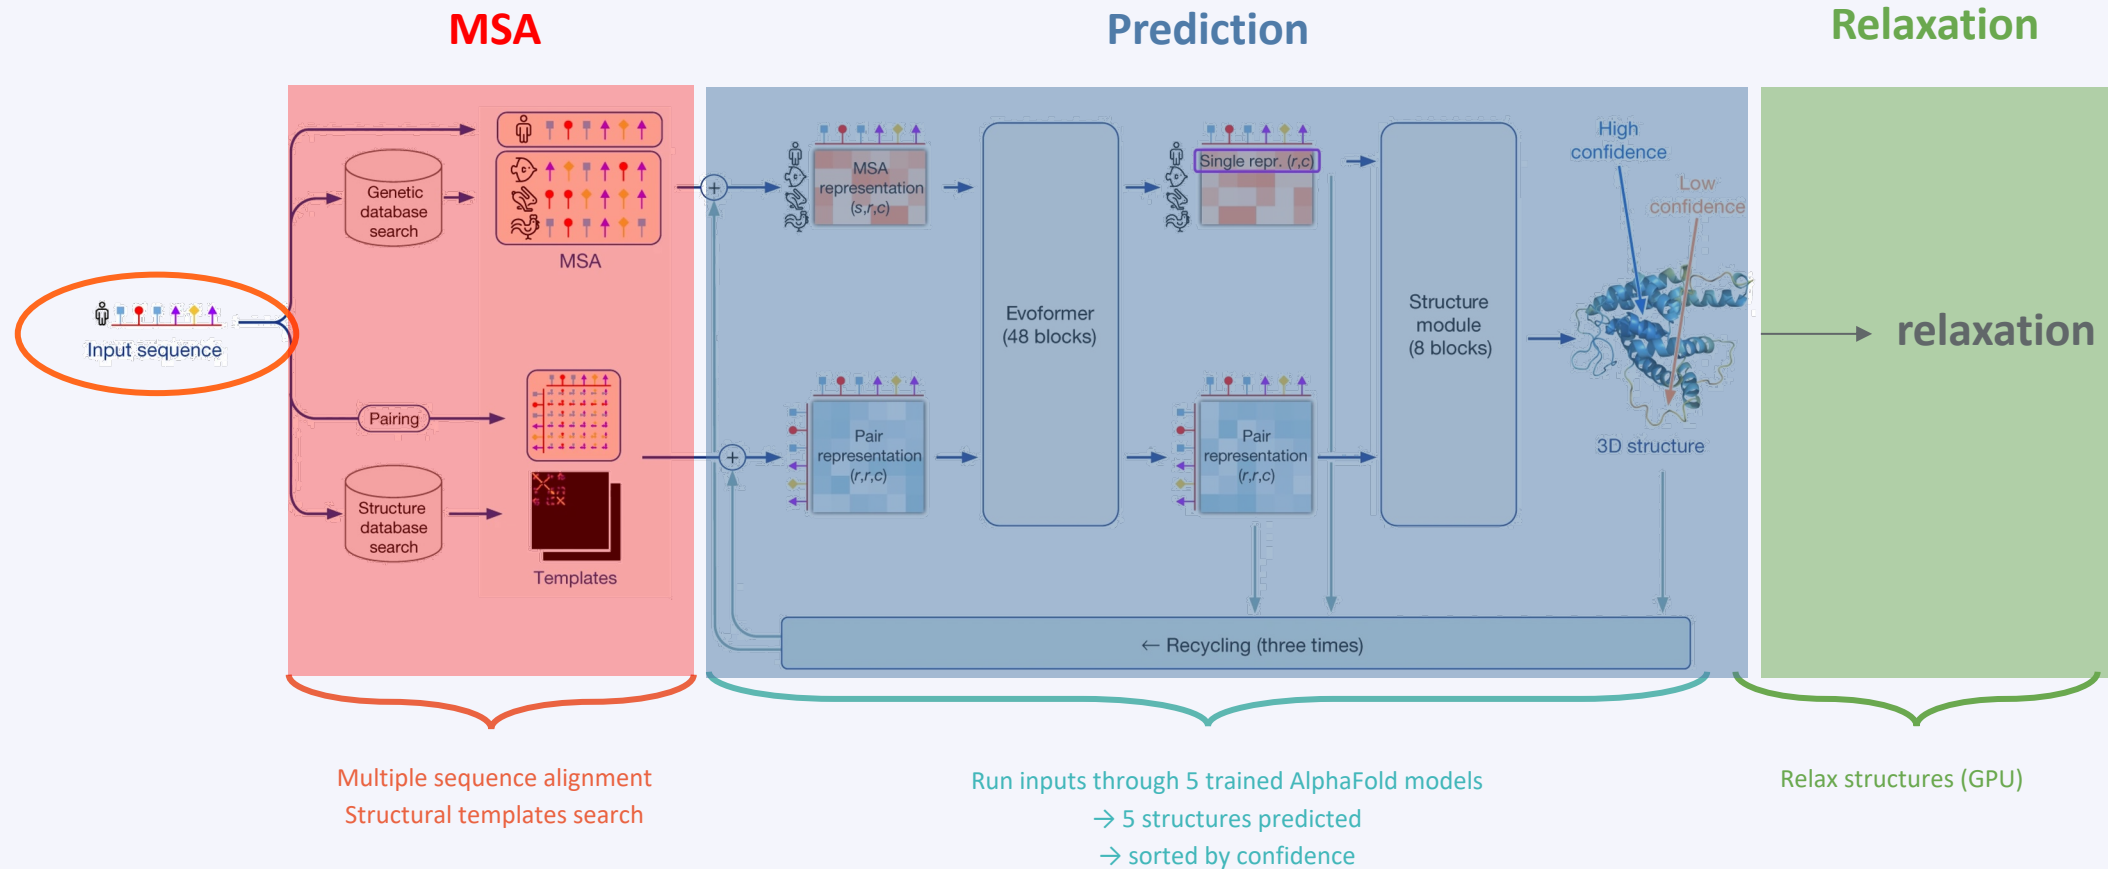 MSA
Prediction
Relaxation
Genetic
database
search
MSA
Input sequence
Pairing
Structure
database
search
Templates
+
+
MSA
representation
(s,r,c)
Pair
representation
(r,r,c)
Evoformer
(48 blocks)
Single repr. (r,c)
Pair
representation
(r,r,c)
Structure
module
(8 blocks)
High
confidence
Low
confidence
3D structure
← Recycling (three times)
relaxation
Multiple sequence alignment
Structural templates search
Run inputs through 5 trained AlphaFold models
→ 5 structures predicted
→ sorted by confidence
Relax structures (GPU)